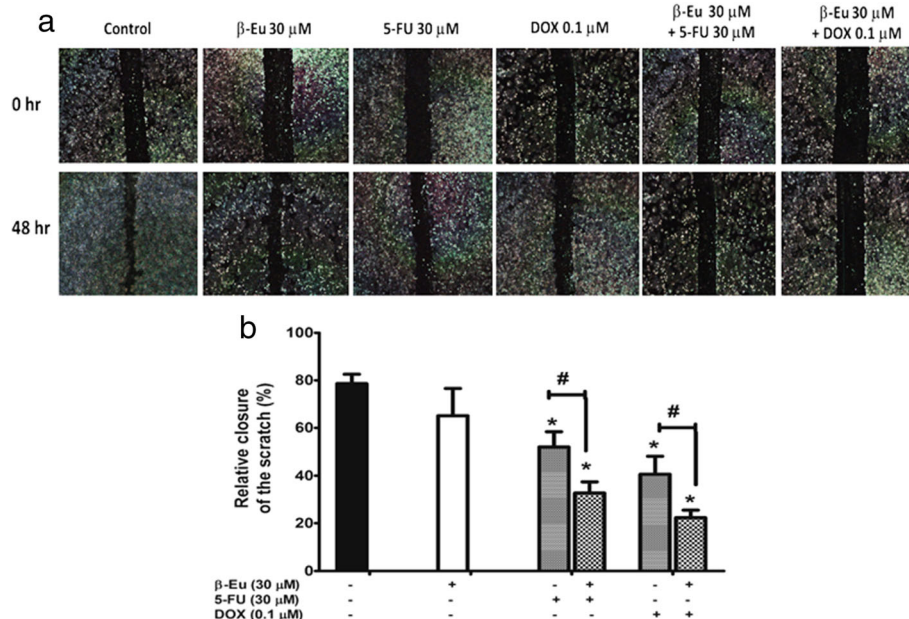 a
Control
β-Eu 30 μM
5-FU 30 μM
DOX 0.1 μM
β-Eu 30 μM
+ 5-FU 30 μM
β-Eu 30 μM
+ DOX 0.1 μM
0 hr
48 hr
b
Relative closure
of the scratch (%)
100
80
60
40
20
0
#
#
*
*
*
*
β-Eu (30 μM) - + - + - +
5-FU (30 μM) - - + + - -
DOX (0.1 μM) - - - - + +